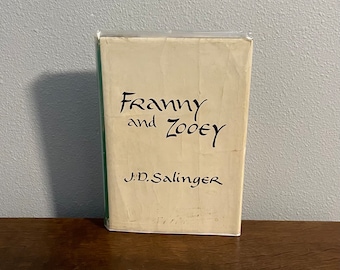 Franny
and Zooey
J.D. Salinger